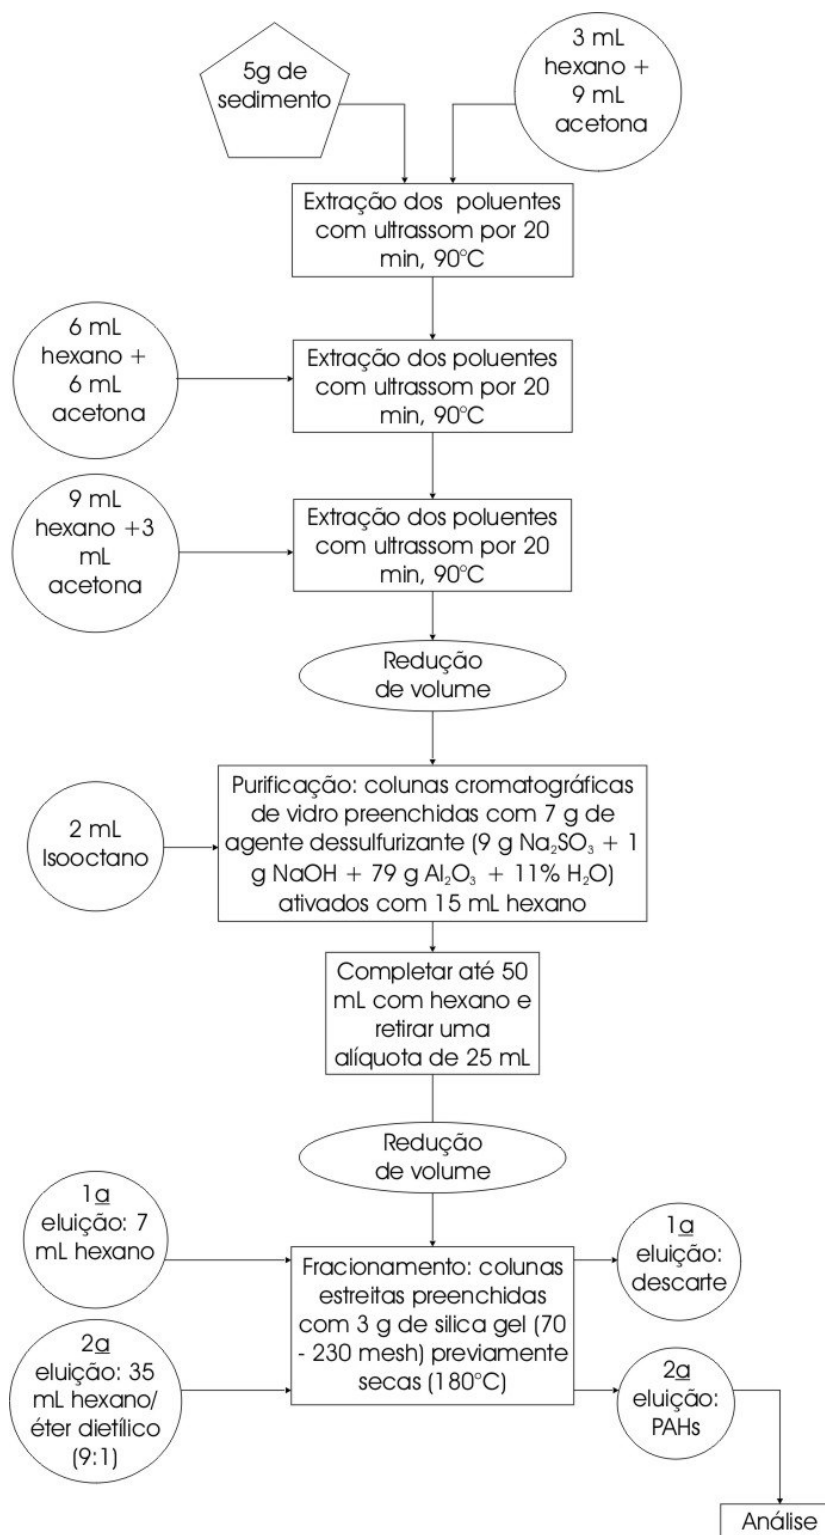 5g de
sedimento
3 mL
hexano +
9 mL
acetona
Extração dos poluentes
com ultrassom por 20
min, 90°C
6 mL
hexano +
6 mL
acetona
Extração dos poluentes
com ultrassom por 20
min, 90°C
9 mL
hexano +3
mL
acetona
Extração dos poluentes
com ultrassom por 20
min, 90°C
Redução
de volume
2 mL
Isooctano
Purificação: colunas cromatográficas
de vidro preenchidas com 7 g de
agente dessulfurizante (9 g Na₂SO₃ + 1
g NaOH + 79 g Al₂O₃ + 11% H₂O)
ativados com 15 mL hexano
Completar até 50
mL com hexano e
retirar uma
alíquota de 25 mL
Redução
de volume
1a
eluição: 7
mL hexano
2a
eluição: 35
mL hexano/
éter dietílico
(9:1)
Fracionamento: colunas
estreitas preenchidas
com 3 g de silica gel (70
- 230 mesh) previamente
secas (180°C)
1a
eluição:
descarte
2a
eluição:
PAHs
Análise